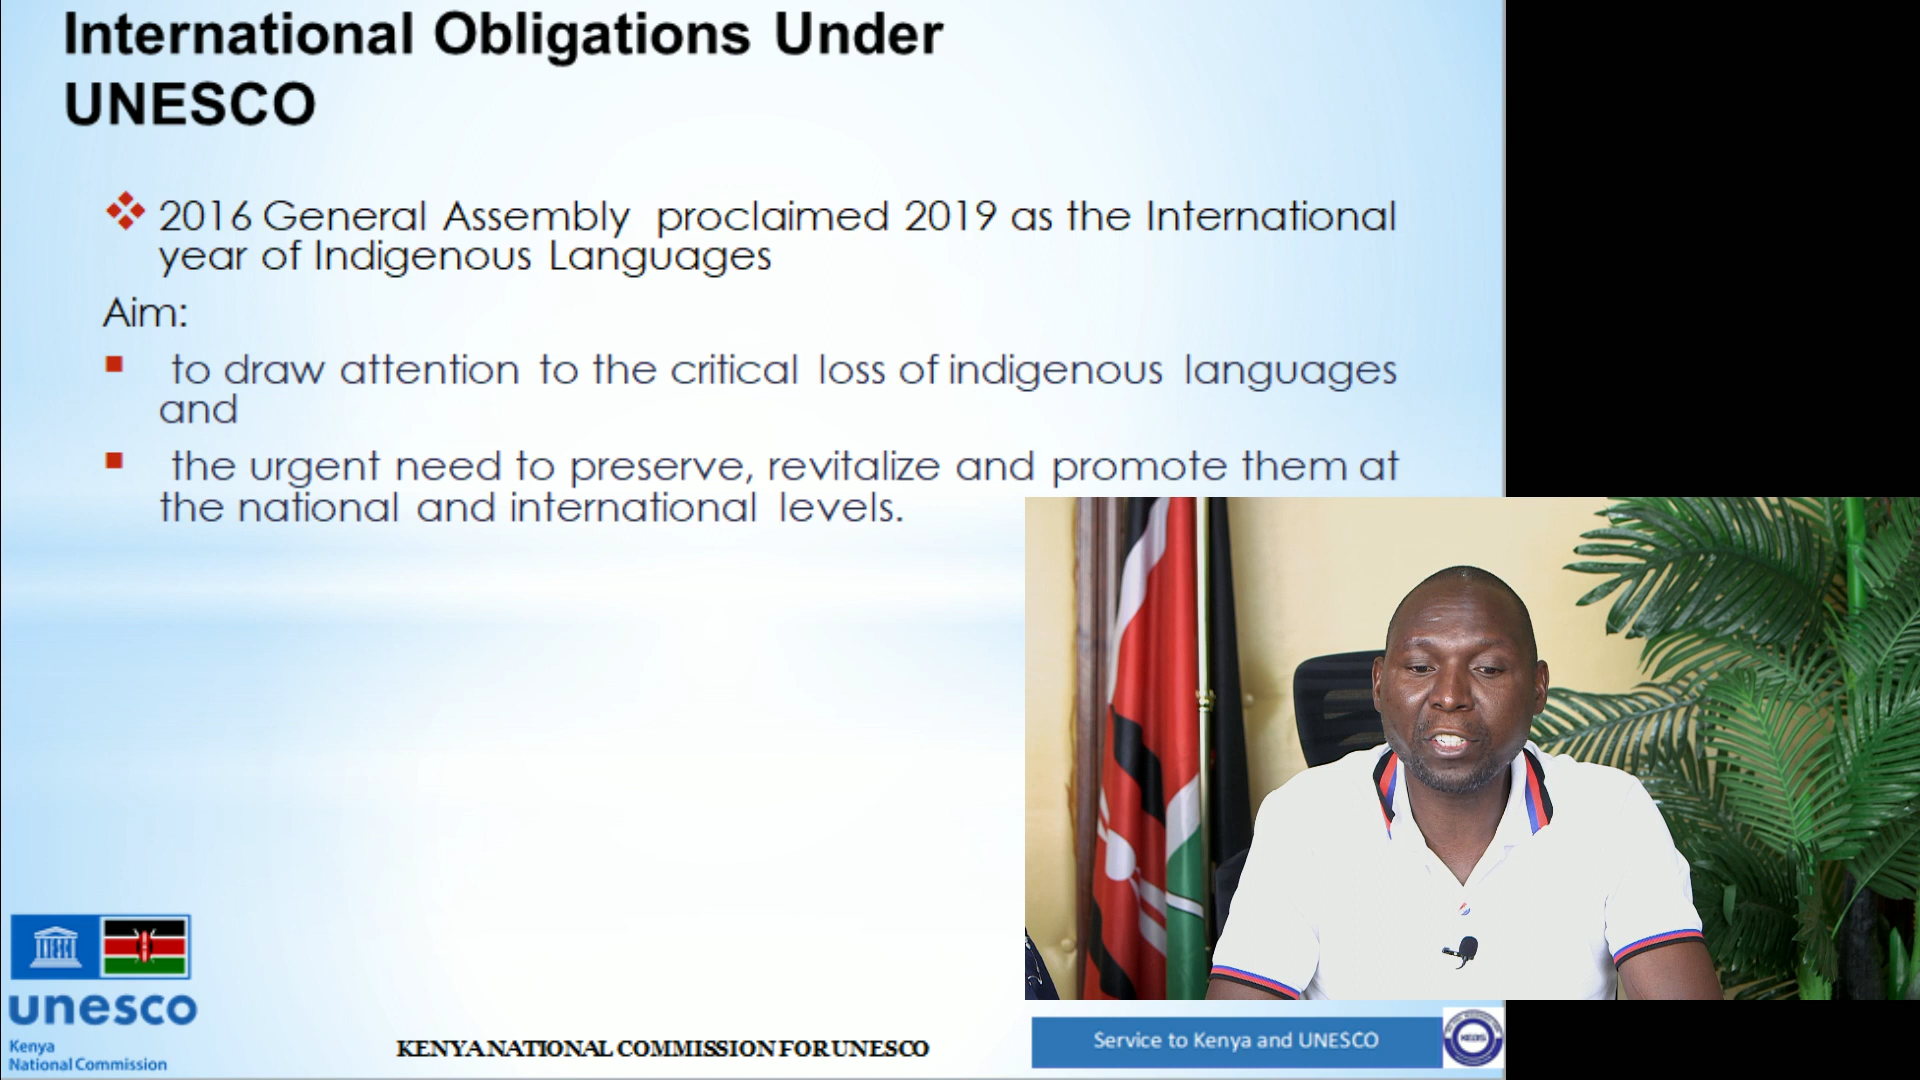 International Obligations Under
UNESCO
2016 General Assembly proclaimed 2019 as the International
year of Indigenous Languages
Aim:
to draw attention to the critical loss of indigenous languages
and
the urgent need to preserve, revitalize and promote them at
the national and international levels.
unesco
Kenya
National Commission
KENYA NATIONAL COMMISSION FOR UNESCO
Service to Kenya and UNESCO